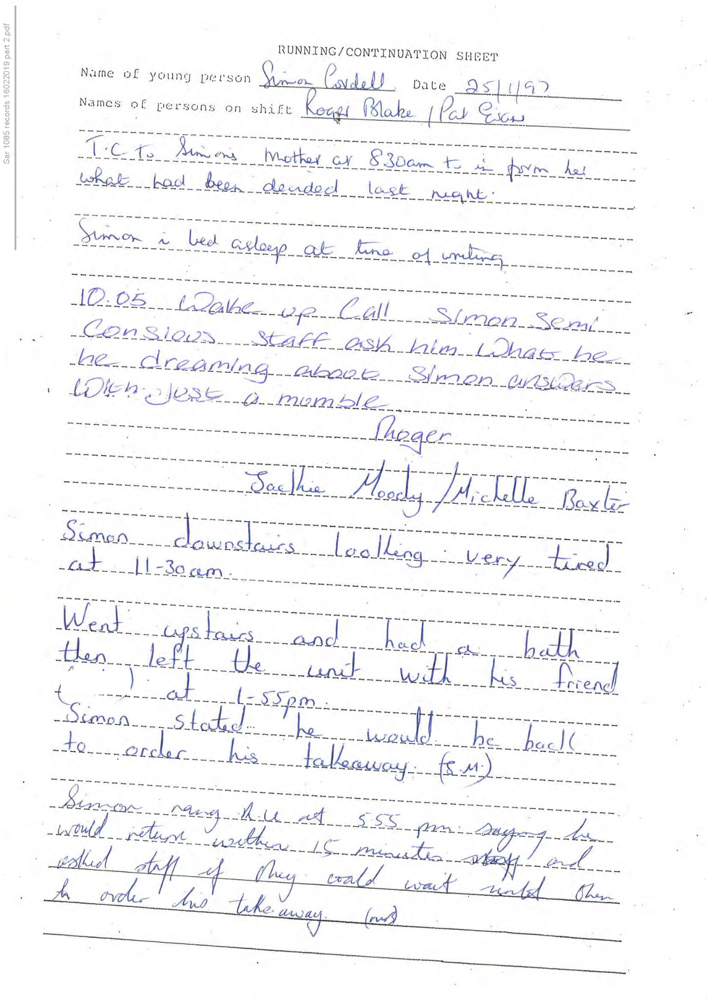 Sar 1085 records 16022019 part 2.pdf
RUNNING/CONTINUATION SHEET
Name of young person Simon Cordell Date 25/1/97
Names of persons on shift Roger Blake / Pat Evans
T.C to Simons Mother at 830am to in form her
what had been decided last night.
Simon i bed asleep at time of writing
10.05 Wake up Call Simon Semi
Consious staff ask him What he
he dreaming about Simon answers
With just a mumble
Roger
Jackie Moody / Michelle Baxter
Simon downstairs looking very tired
at 11-30am.
Went upstairs and had a bath
then left the unit with his friend
( ) at 1-55pm.
Simon stated he would be back
to order his takeaway. (J.M.)
Simon rang R.U at 555 pm saying he
would return within 15 minutes staff and
asked staff if they could wait until then
to order his take.away.